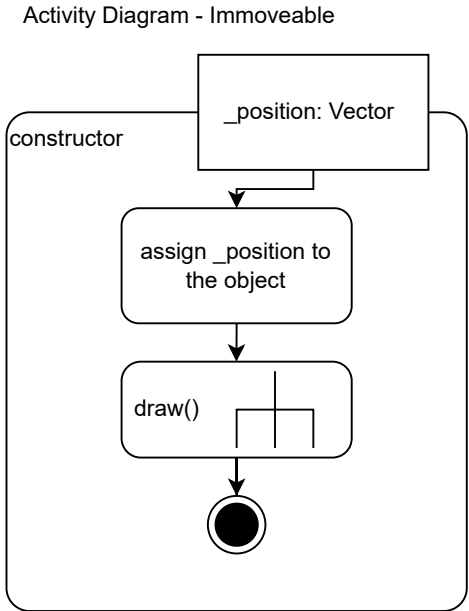 Activity Diagram - Immoveable
_position: Vector
constructor
assign _position to
the object
draw()